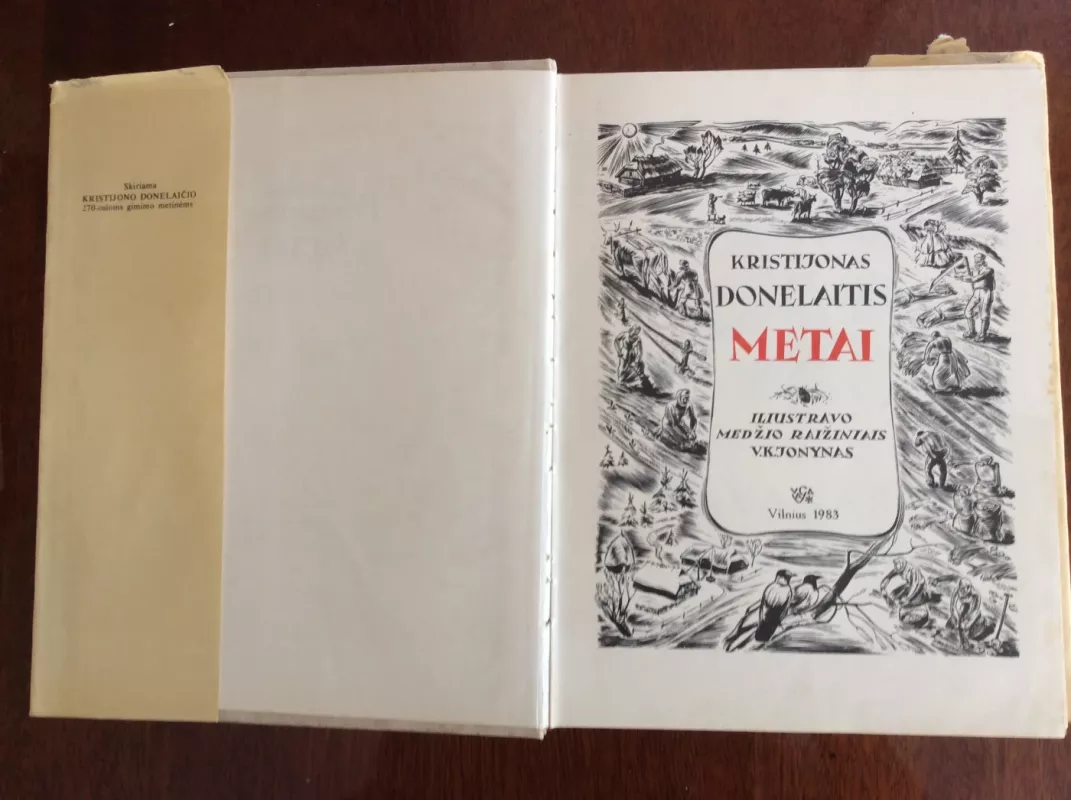 Skiriama
KRISTIJONO DONELAIČIO
270-osioms gimimo metinėms
KRISTIJONAS
DONELAITIS
METAI
ILIUSTRAVO
MEDŽIO RAIŽINIAIS
V.K.JONYNAS
Vilnius 1983